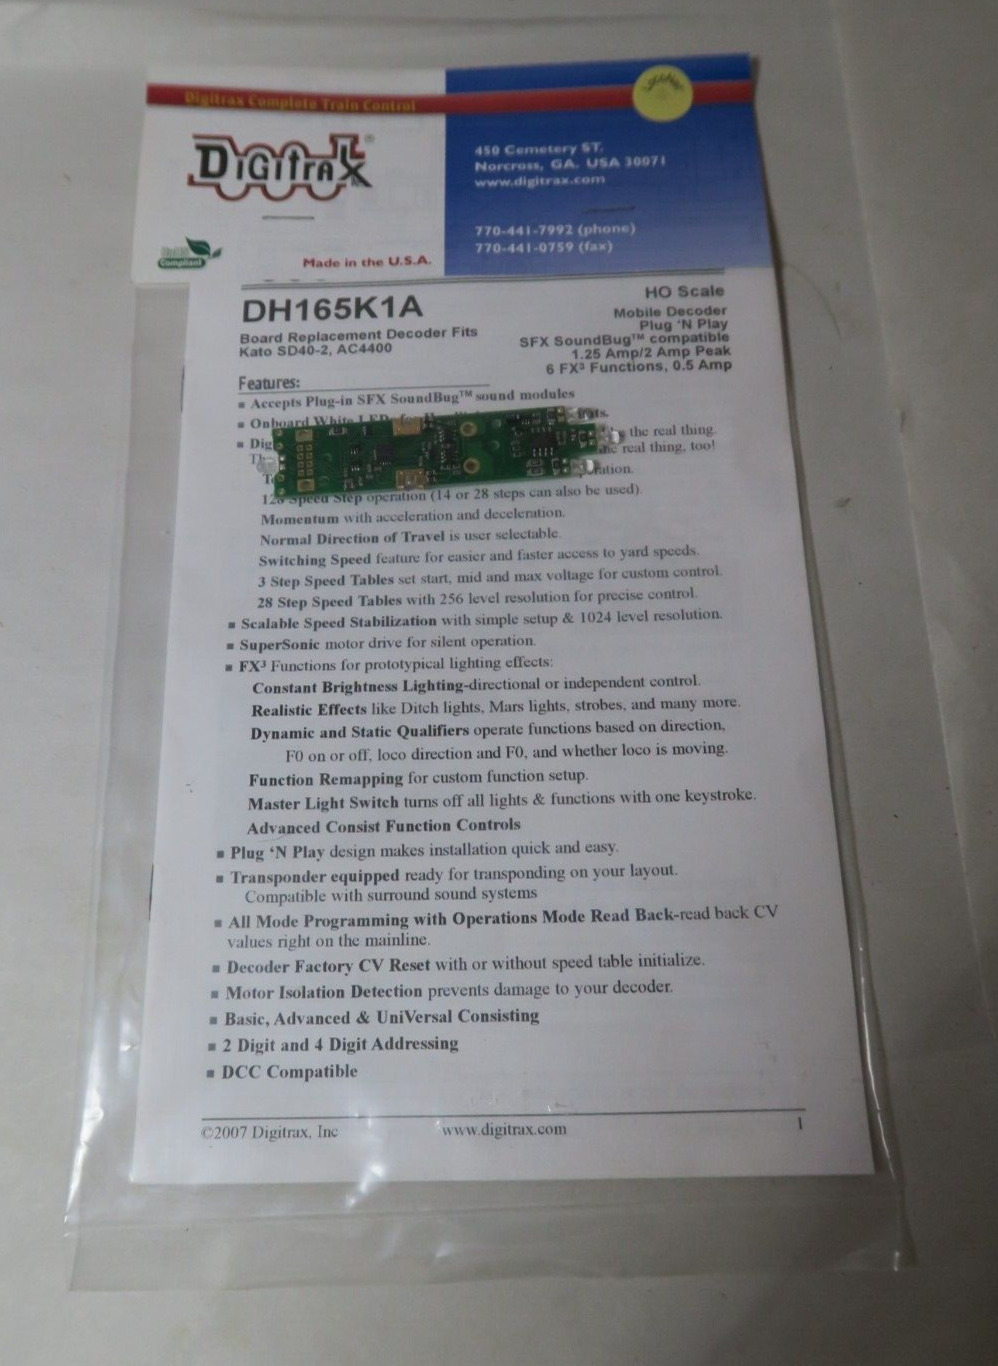 Digitrax Complete Train Control
DiGitraX®
450 Cemetery ST.
Norcross, GA. USA 30071
www.digitrax.com
770-441-7992 (phone)
770-441-0759 (fax)
Compliant
Made in the U.S.A.
DH165K1A
Board Replacement Decoder Fits
Kato SD40-2, AC4400
HO Scale
Mobile Decoder
Plug 'N Play
SFX SoundBug™ compatible
1.25 Amp/2 Amp Peak
6 FX³ Functions, 0.5 Amp
Features:
▪ Accepts Plug-in SFX SoundBug™ sound modules
▪ Onboard White LEDs for
the real thing.
real thing, too!
128 Speed Step operation (14 or 28 steps can also be used).
Momentum with acceleration and deceleration.
Normal Direction of Travel is user selectable.
Switching Speed feature for easier and faster access to yard speeds.
3 Step Speed Tables set start, mid and max voltage for custom control.
28 Step Speed Tables with 256 level resolution for precise control.
▪ Scalable Speed Stabilization with simple setup & 1024 level resolution.
▪ SuperSonic motor drive for silent operation.
▪ FX³ Functions for prototypical lighting effects:
Constant Brightness Lighting-directional or independent control.
Realistic Effects like Ditch lights, Mars lights, strobes, and many more.
Dynamic and Static Qualifiers operate functions based on direction,
F0 on or off, loco direction and F0, and whether loco is moving.
Function Remapping for custom function setup.
Master Light Switch turns off all lights & functions with one keystroke.
Advanced Consist Function Controls
▪ Plug 'N Play design makes installation quick and easy.
▪ Transponder equipped ready for transponding on your layout.
Compatible with surround sound systems
▪ All Mode Programming with Operations Mode Read Back-read back CV
values right on the mainline.
▪ Decoder Factory CV Reset with or without speed table initialize.
▪ Motor Isolation Detection prevents damage to your decoder.
▪ Basic, Advanced & UniVersal Consisting
▪ 2 Digit and 4 Digit Addressing
▪ DCC Compatible
©2007 Digitrax, Inc
www.digitrax.com
1